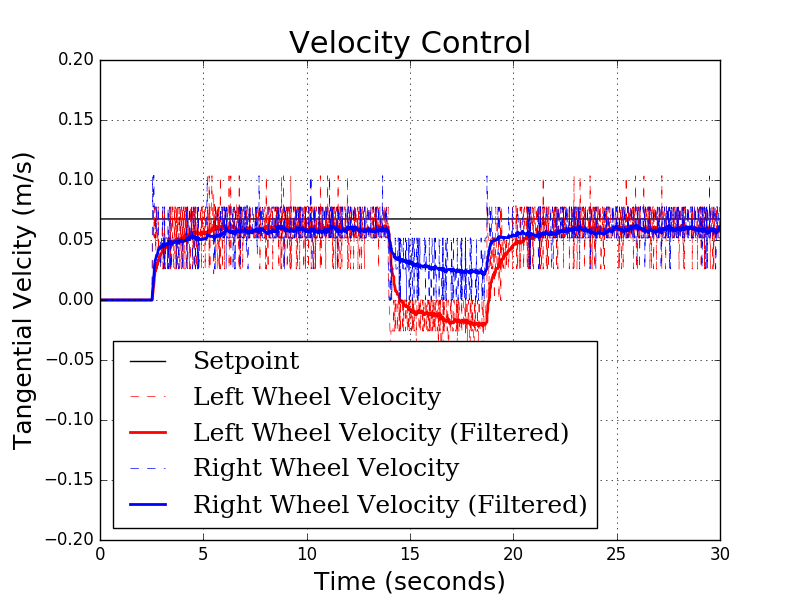 Velocity Control
Tangential Velcity (m/s)
0.20
0.15
0.10
0.05
0.00
−0.05
−0.10
−0.15
−0.20
Setpoint
Left Wheel Velocity
Left Wheel Velocity (Filtered)
Right Wheel Velocity
Right Wheel Velocity (Filtered)
0 5 10 15 20 25 30
Time (seconds)